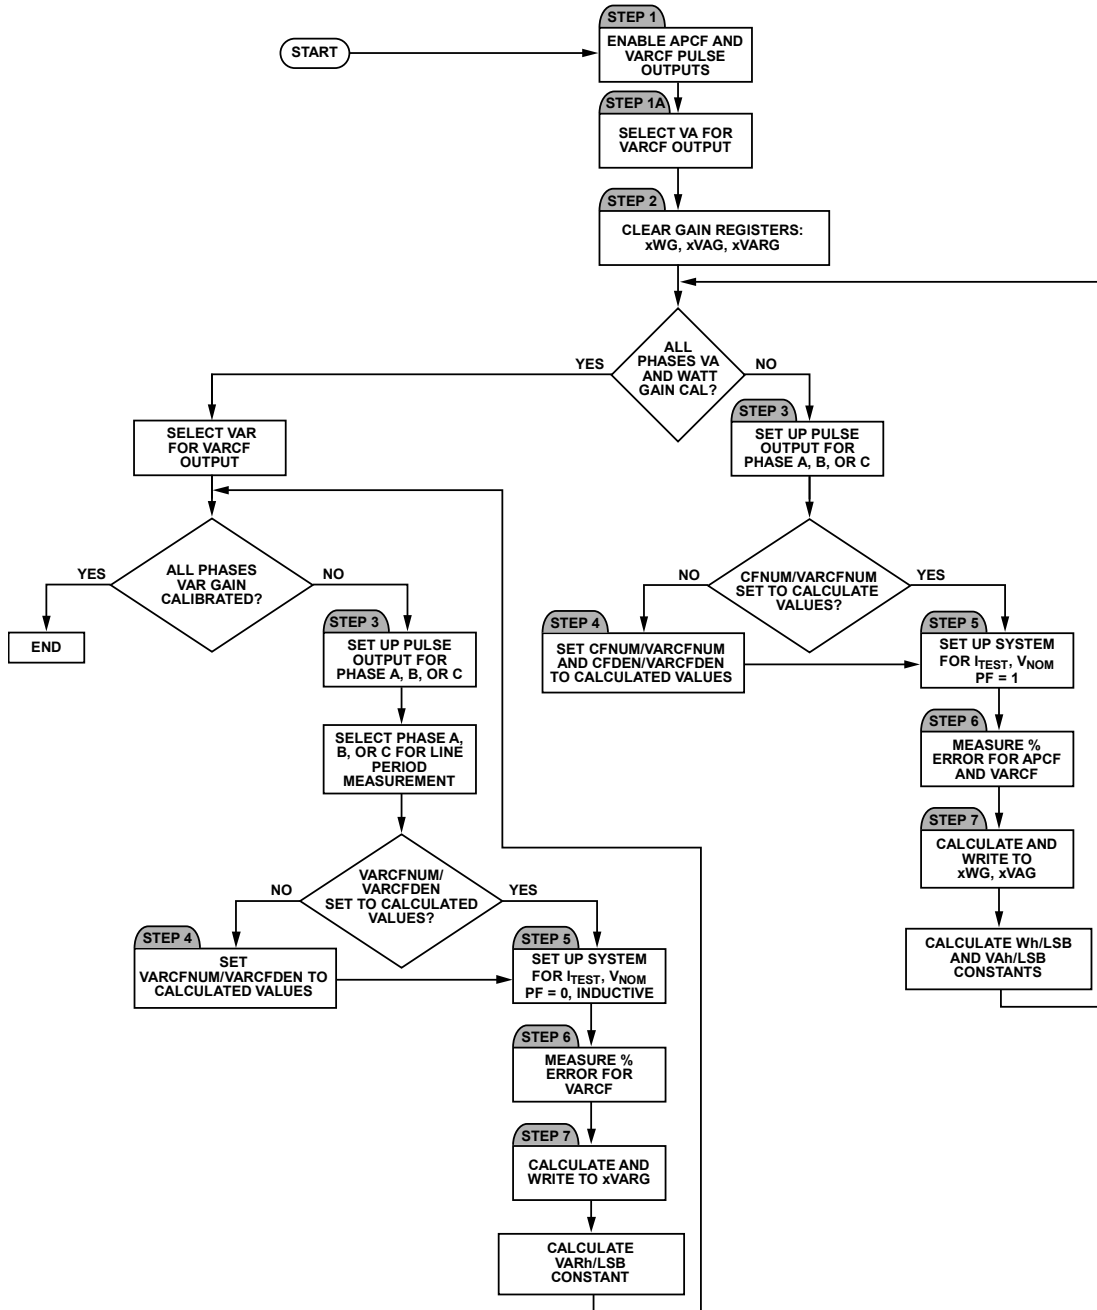 STEP 1
START
ENABLE APCF AND
VARCF PULSE
OUTPUTS
STEP 1A
SELECT VA FOR
VARCF OUTPUT
STEP 2
CLEAR GAIN REGISTERS:
xWG, xVAG, xVARG
ALL
PHASES VA
AND WATT
GAIN CAL?
YES
NO
SELECT VAR
FOR VARCF
OUTPUT
STEP 3
SET UP PULSE
OUTPUT FOR
PHASE A, B, OR C
ALL PHASES
VAR GAIN
CALIBRATED?
YES
NO
END
CFNUM/VARCFNUM
SET TO CALCULATE
VALUES?
NO
YES
STEP 3
SET UP PULSE
OUTPUT FOR
PHASE A, B, OR C
STEP 4
SET CFNUM/VARCFNUM
AND CFDEN/VARCFDEN
TO CALCULATED VALUES
STEP 5
SET UP SYSTEM
FOR ITEST, VNOM
PF = 1
SELECT PHASE A,
B, OR C FOR LINE
PERIOD
MEASUREMENT
STEP 6
MEASURE %
ERROR FOR APCF
AND VARCF
STEP 7
CALCULATE AND
WRITE TO
xWG, xVAG
VARCFNUM/
VARCFDEN
SET TO CALCULATED
VALUES?
NO
YES
CALCULATE Wh/LSB
AND VAh/LSB
CONSTANTS
STEP 4
SET
VARCFNUM/VARCFDEN TO
CALCULATED VALUES
STEP 5
SET UP SYSTEM
FOR ITEST, VNOM
PF = 0, INDUCTIVE
STEP 6
MEASURE %
ERROR FOR
VARCF
STEP 7
CALCULATE AND
WRITE TO xVARG
CALCULATE
VARh/LSB
CONSTANT